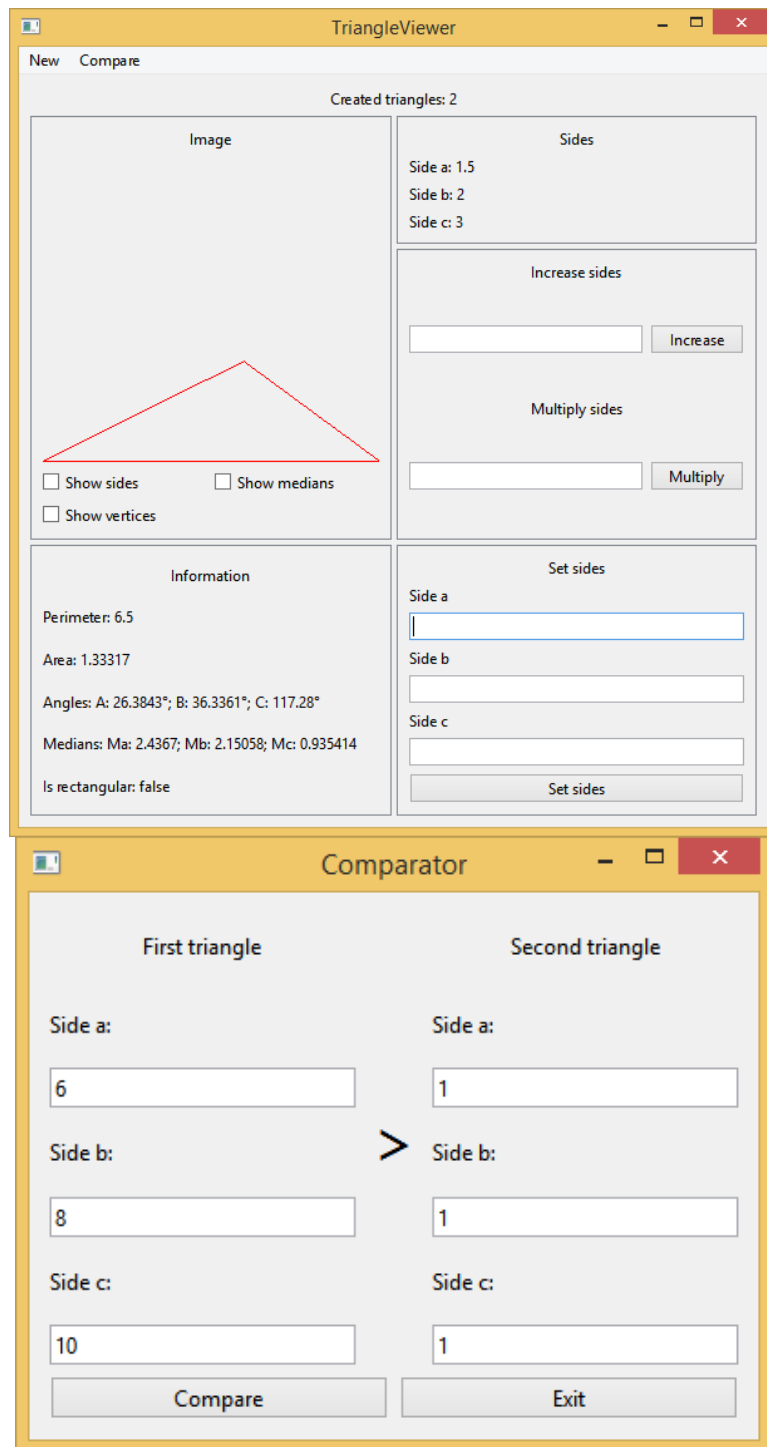 TriangleViewer
New Compare
Created triangles: 2
Image
Show sides
Show medians
Show vertices
Sides
Side a: 1.5
Side b: 2
Side c: 3
Increase sides
Increase
Multiply sides
Multiply
Information
Perimeter: 6.5
Area: 1.33317
Angles: A: 26.3843°; B: 36.3361°; C: 117.28°
Medians: Ma: 2.4367; Mb: 2.15058; Mc: 0.935414
Is rectangular: false
Set sides
Side a
Side b
Side c
Set sides
Comparator
First triangle
Side a:
6
Side b:
8
Side c:
10
>
Second triangle
Side a:
1
Side b:
1
Side c:
1
Compare
Exit